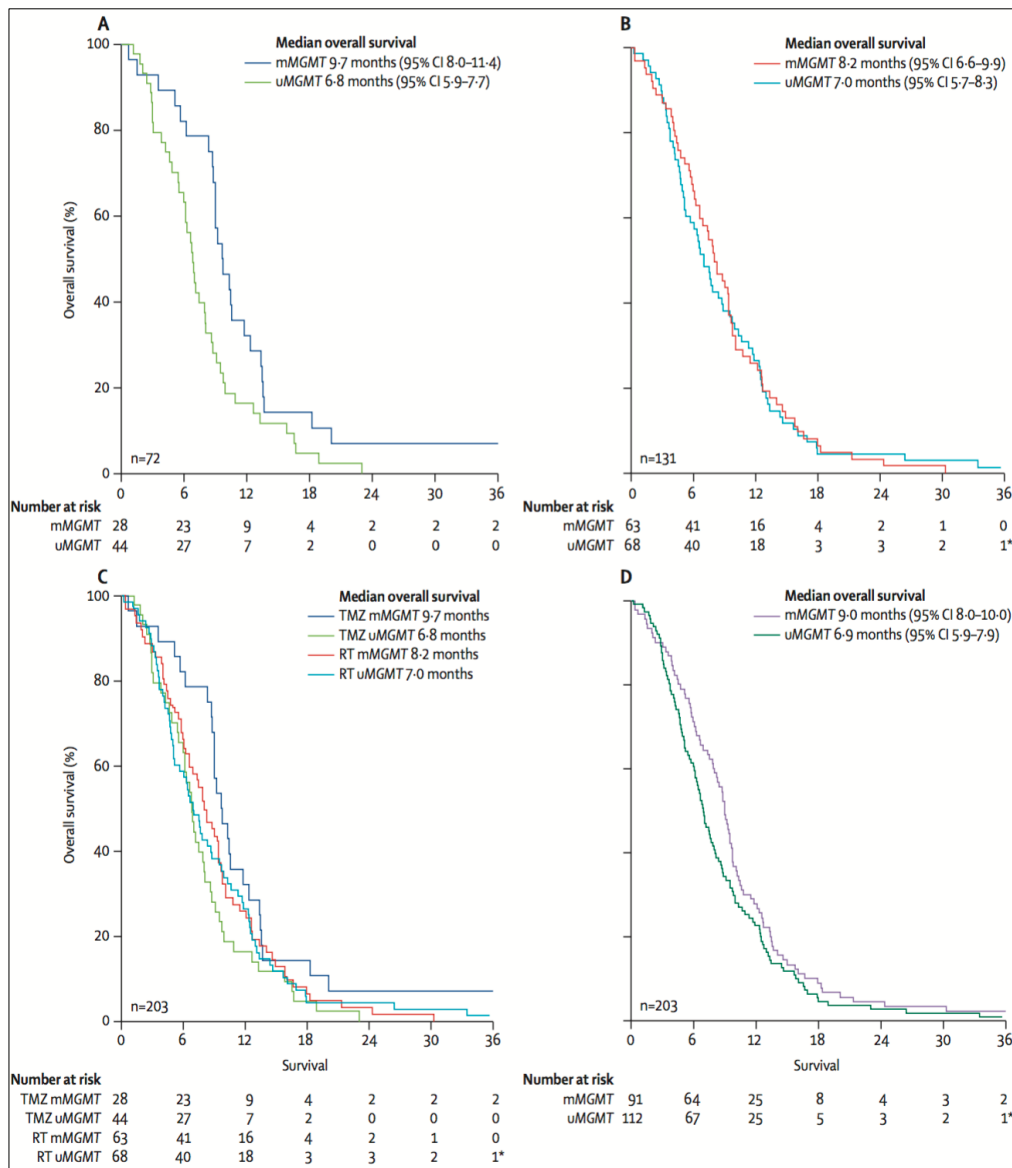 A
Median overall survival
mMGMT 9·7 months (95% CI 8·0–11·4)
uMGMT 6·8 months (95% CI 5·9–7·7)
100
80
60
40
20
0
Overall survival (%)
n=72
0 6 12 18 24 30 36
Number at risk
mMGMT 28 23 9 4 2 2 2
uMGMT 44 27 7 2 0 0 0
B
Median overall survival
mMGMT 8·2 months (95% CI 6·6–9·9)
uMGMT 7·0 months (95% CI 5·7–8·3)
n=131
0 6 12 18 24 30 36
63 41 16 4 2 1 0
68 40 18 3 3 2 1*
C
Median overall survival
TMZ mMGMT 9·7 months
TMZ uMGMT 6·8 months
RT mMGMT 8·2 months
RT uMGMT 7·0 months
100
80
60
40
20
0
Overall survival (%)
n=203
0 6 12 18 24 30 36
Survival
Number at risk
TMZ mMGMT 28 23 9 4 2 2 2
TMZ uMGMT 44 27 7 2 0 0 0
RT mMGMT 63 41 16 4 2 1 0
RT uMGMT 68 40 18 3 3 2 1*
D
Median overall survival
mMGMT 9·0 months (95% CI 8·0–10·0)
uMGMT 6·9 months (95% CI 5·9–7·9)
n=203
0 6 12 18 24 30 36
Survival
Number at risk
mMGMT 91 64 25 8 4 3 2
uMGMT 112 67 25 5 3 2 1*